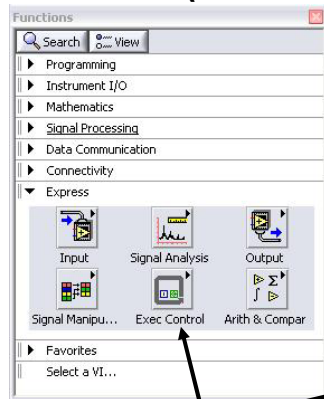 Functions
Search View
Programming
Instrument I/O
Mathematics
Signal Processing
Data Communication
Connectivity
Express
Input Signal Analysis Output
Signal Manipu... Exec Control Arith & Compar
Favorites
Select a VI...